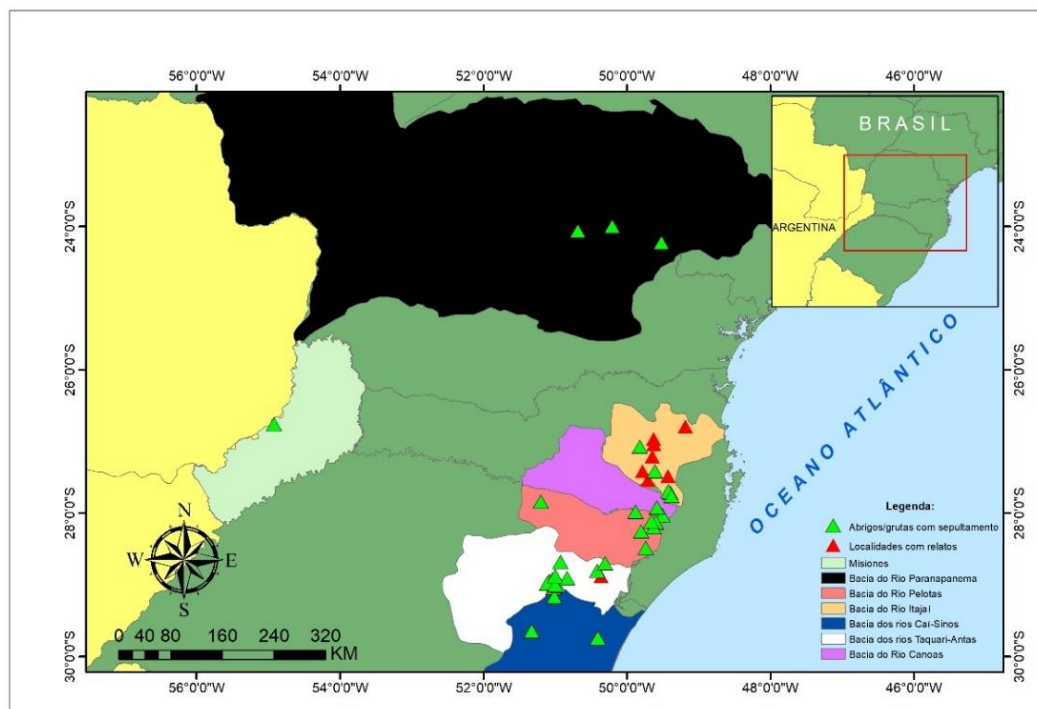 56°0'0"W 54°0'0"W 52°0'0"W 50°0'0"W 48°0'0"W 46°0'0"W
BRASIL
ARGENTINA
24°0'0"S
24°0'0"S
26°0'0"S
26°0'0"S
28°0'0"S
28°0'0"S
30°0'0"S
30°0'0"S
OCEANO ATLÂNTICO
N
W E
S
0 40 80 160 240 320
KM
Legenda:
Abrigos/grutas com sepultamento
Localidades com relatos
Misiones
Bacia do Rio Paranapanema
Bacia do Rio Pelotas
Bacia do Rio Itajaí
Bacia dos rios Caí-Sinos
Bacia dos rios Taquari-Antas
Bacia do Rio Canoas
56°0'0"W 54°0'0"W 52°0'0"W 50°0'0"W 48°0'0"W 46°0'0"W